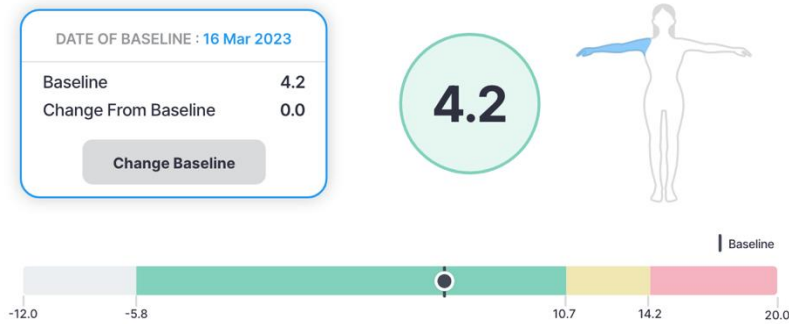 DATE OF BASELINE : 16 Mar 2023
Baseline 4.2
Change From Baseline 0.0
Change Baseline
4.2
Baseline
-12.0 -5.8 10.7 14.2 20.0